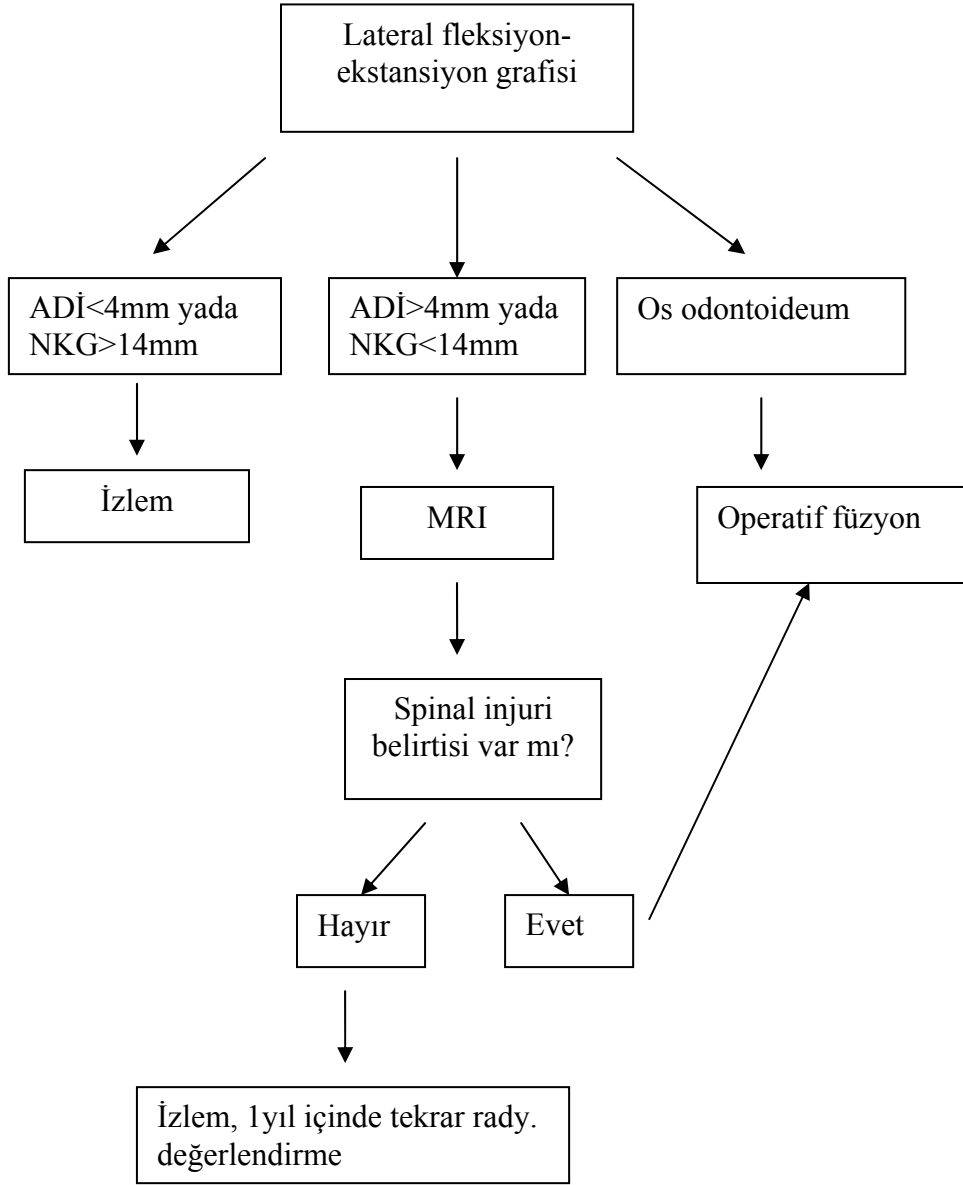 Lateral fleksiyon-
ekstansiyon grafisi
ADİ<4mm yada
NKG>14mm
ADİ>4mm yada
NKG<14mm
Os odontoideum
İzlem
MRI
Operatif füzyon
Spinal injuri
belirtisi var mı?
Hayır
Evet
İzlem, 1yıl içinde tekrar rady.
değerlendirme